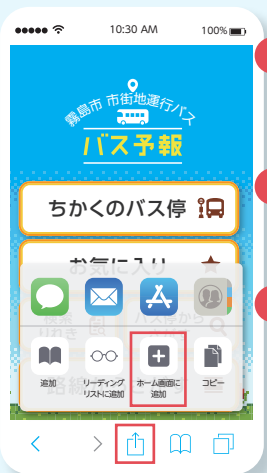 10:30 AM
100%
霧島市 市街地運行バス
バス予報
ちかくのバス停
お気に入り
追加
リーディング
リストに追加
ホーム画面に
追加
コピー